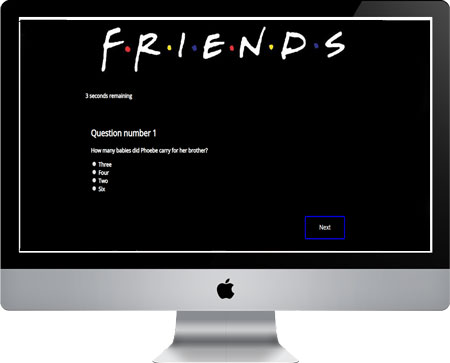 F·R·I·E·N·D·S
3 seconds remaining
Question number 1
How many babies did Phoebe carry for her brother?
Three
Four
Two
Six
Next